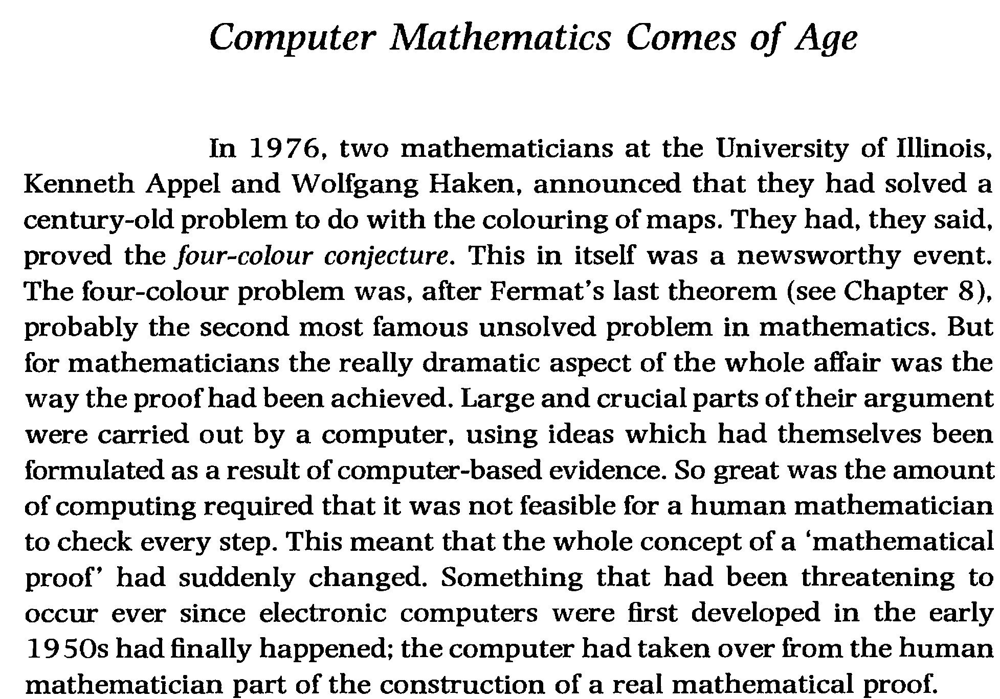 Computer Mathematics Comes of Age
In 1976, two mathematicians at the University of Illinois,
Kenneth Appel and Wolfgang Haken, announced that they had solved a
century-old problem to do with the colouring of maps. They had, they said,
proved the four-colour conjecture. This in itself was a newsworthy event.
The four-colour problem was, after Fermat's last theorem (see Chapter 8),
probably the second most famous unsolved problem in mathematics. But
for mathematicians the really dramatic aspect of the whole affair was the
way the proof had been achieved. Large and crucial parts of their argument
were carried out by a computer, using ideas which had themselves been
formulated as a result of computer-based evidence. So great was the amount
of computing required that it was not feasible for a human mathematician
to check every step. This meant that the whole concept of a ‘mathematical
proof’ had suddenly changed. Something that had been threatening to
occur ever since electronic computers were first developed in the early
1950s had finally happened; the computer had taken over from the human
mathematician part of the construction of a real mathematical proof.